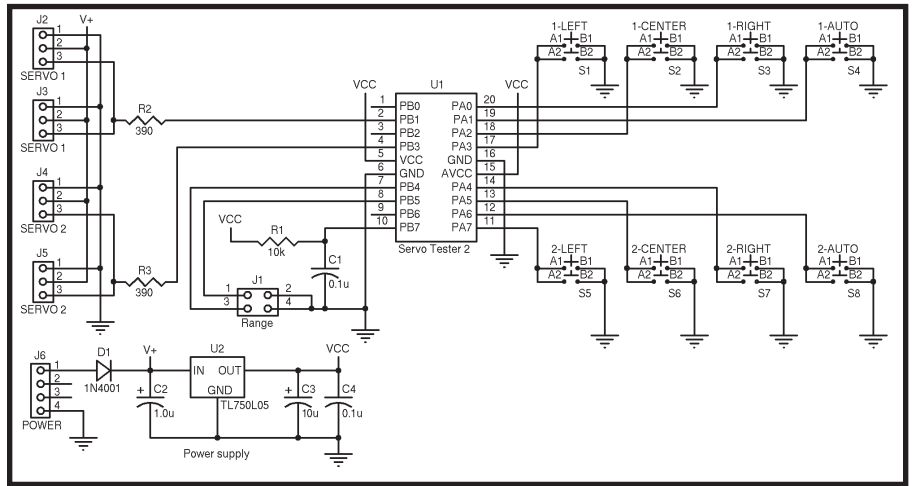 J2
V+
1
2
3
SERVO 1
J3
1
2
3
SERVO 1
R2
390
J4
1
2
3
SERVO 2
J5
1
2
3
SERVO 2
R3
390
VCC
R1
10k
C1
0.1u
J1
1
2
3
4
Range
VCC
U1
VCC
1 PB0 PA0 20
2 PB1 PA1 19
3 PB2 PA2 18
4 PB3 PA3 17
5 VCC GND 16
6 GND AVCC 15
7 PB4 PA4 14
8 PB5 PA5 13
9 PB6 PA6 12
10 PB7 PA7 11
Servo Tester 2
1-LEFT
A1 B1
A2 B2
S1
1-CENTER
A1 B1
A2 B2
S2
1-RIGHT
A1 B1
A2 B2
S3
1-AUTO
A1 B1
A2 B2
S4
2-LEFT
A1 B1
A2 B2
S5
2-CENTER
A1 B1
A2 B2
S6
2-RIGHT
A1 B1
A2 B2
S7
2-AUTO
A1 B1
A2 B2
S8
J6
1
2
3
4
POWER
D1
1N4001
V+
+ C2
1.0u
U2
IN OUT
GND
TL750L05
VCC
+ C3
10u
C4
0.1u
Power supply